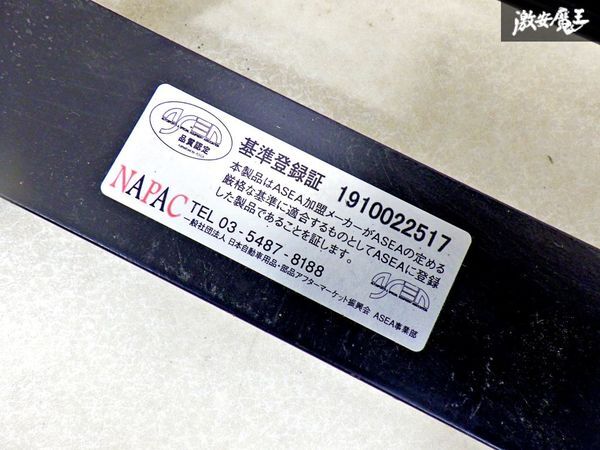 激安魔王
ASEA
品質認定
基準登録証 1910022517
本製品はASEA加盟メーカーがASEAの定める
厳格な基準に適合するものとしてASEAに登録
した製品であることを証します。
NAPAC
TEL 03-5487-8188
一般社団法人 日本自動車用品・部品アフターマーケット振興会 ASEA事業部
ASEA